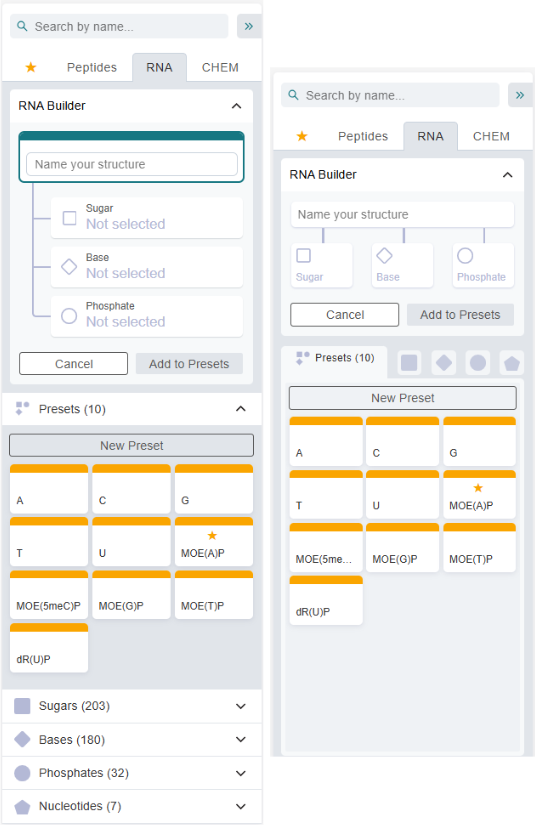 Search by name...
Peptides RNA CHEM
RNA Builder
Name your structure
Sugar
Not selected
Base
Not selected
Phosphate
Not selected
Cancel Add to Presets
Presets (10)
New Preset
A C G
T U MOE(A)P
MOE(5meC)P MOE(G)P MOE(T)P
dR(U)P
Sugars (203)
Bases (180)
Phosphates (32)
Nucleotides (7)
Search by name...
Peptides RNA CHEM
RNA Builder
Name your structure
Sugar Base Phosphate
Cancel Add to Presets
Presets (10)
New Preset
A C G
T U MOE(A)P
MOE(5me... MOE(G)P MOE(T)P
dR(U)P